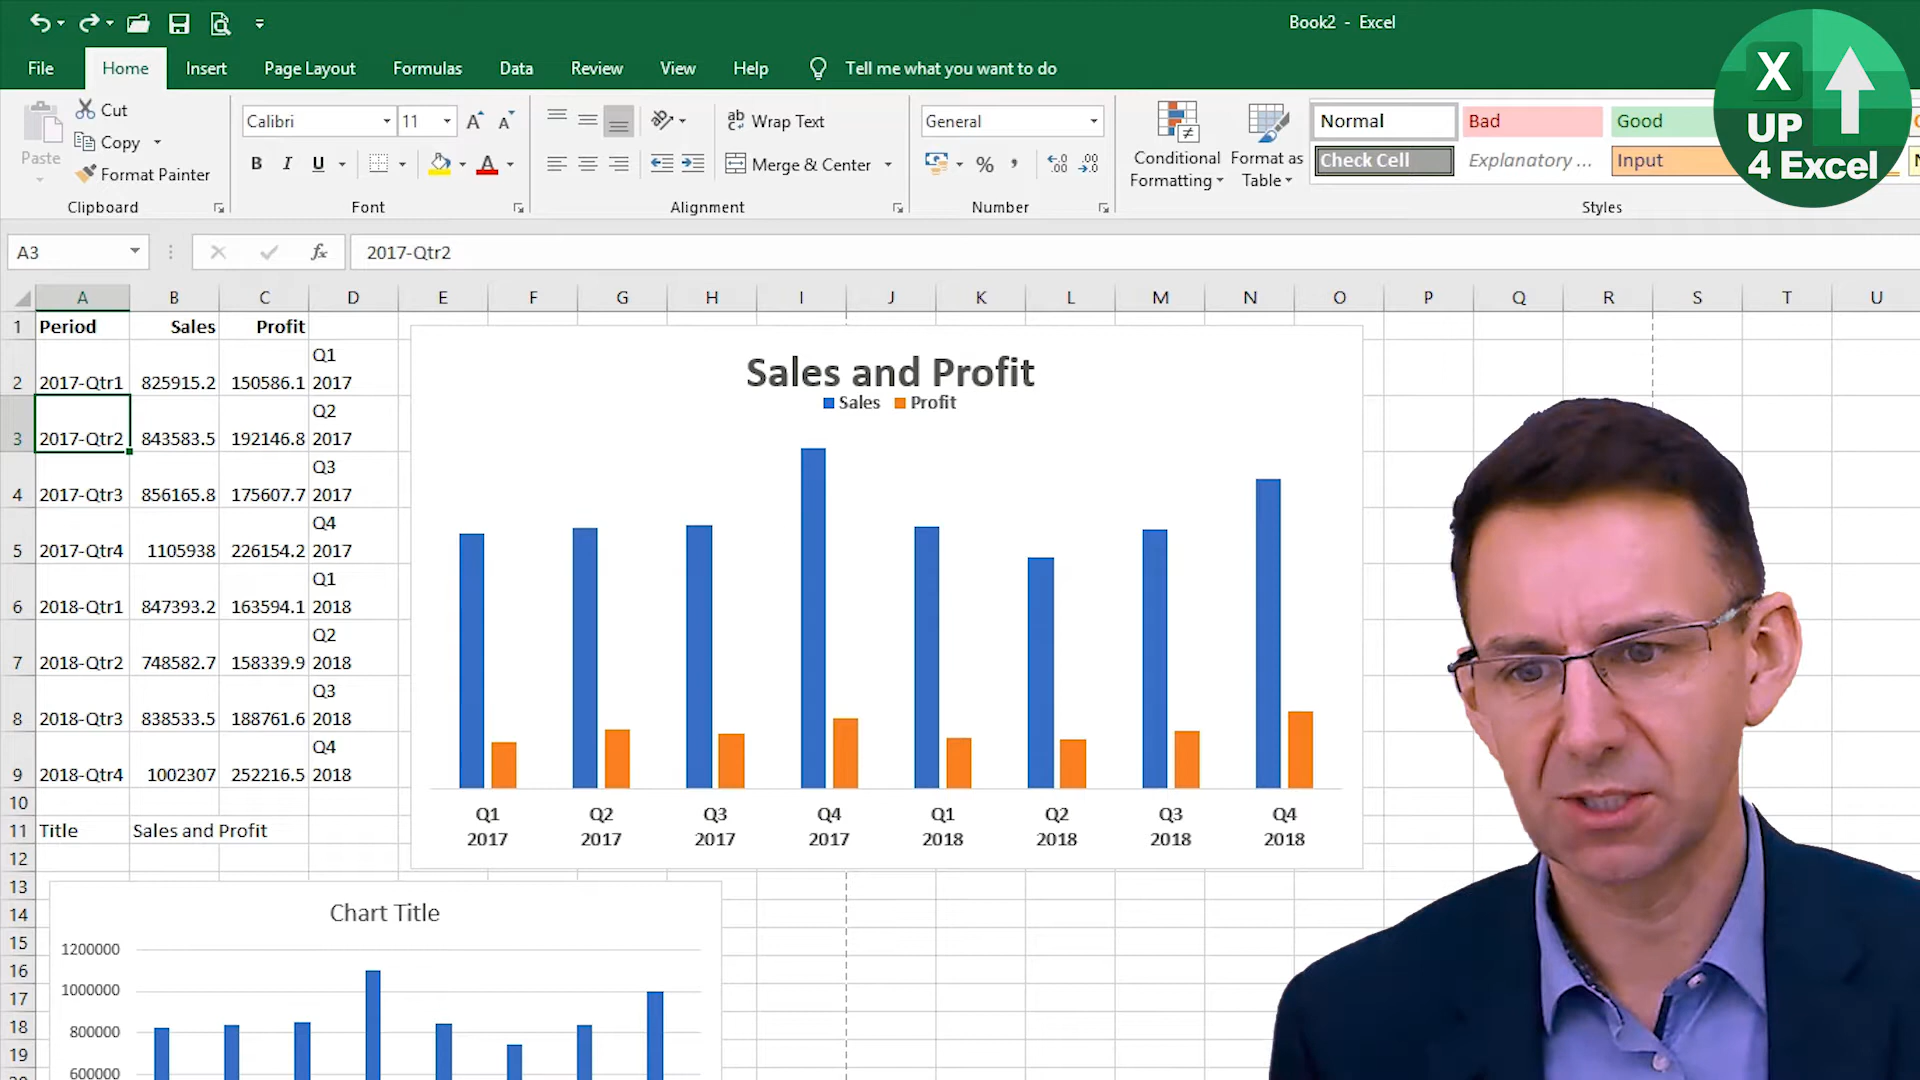 Book2 - Excel
X
UP
4 Excel
File Home Insert Page Layout Formulas Data Review View Help Tell me what you want to do
Paste
Cut
Copy
Format Painter
Clipboard
Calibri 11
B I U
Font
Wrap Text
Merge & Center
Alignment
General
%
Number
Conditional Formatting
Format as Table
Normal Bad Good
Check Cell Explanatory ... Input
Styles
A3 fx 2017-Qtr2
A B C D E F G H I J K L M N O P Q R S T U
1 Period Sales Profit
2 2017-Qtr1 825915.2 150586.1 Q1 2017
3 2017-Qtr2 843583.5 192146.8 Q2 2017
4 2017-Qtr3 856165.8 175607.7 Q3 2017
5 2017-Qtr4 1105938 226154.2 Q4 2017
6 2018-Qtr1 847393.2 163594.1 Q1 2018
7 2018-Qtr2 748582.7 158339.9 Q2 2018
8 2018-Qtr3 838533.5 188761.6 Q3 2018
9 2018-Qtr4 1002307 252216.5 Q4 2018
10
11 Title Sales and Profit
12
13
14
15
16
17
18
19
Sales and Profit
Sales Profit
Q1 Q2 Q3 Q4 Q1 Q2 Q3 Q4
2017 2017 2017 2017 2018 2018 2018 2018
Chart Title
1200000
1000000
800000
600000